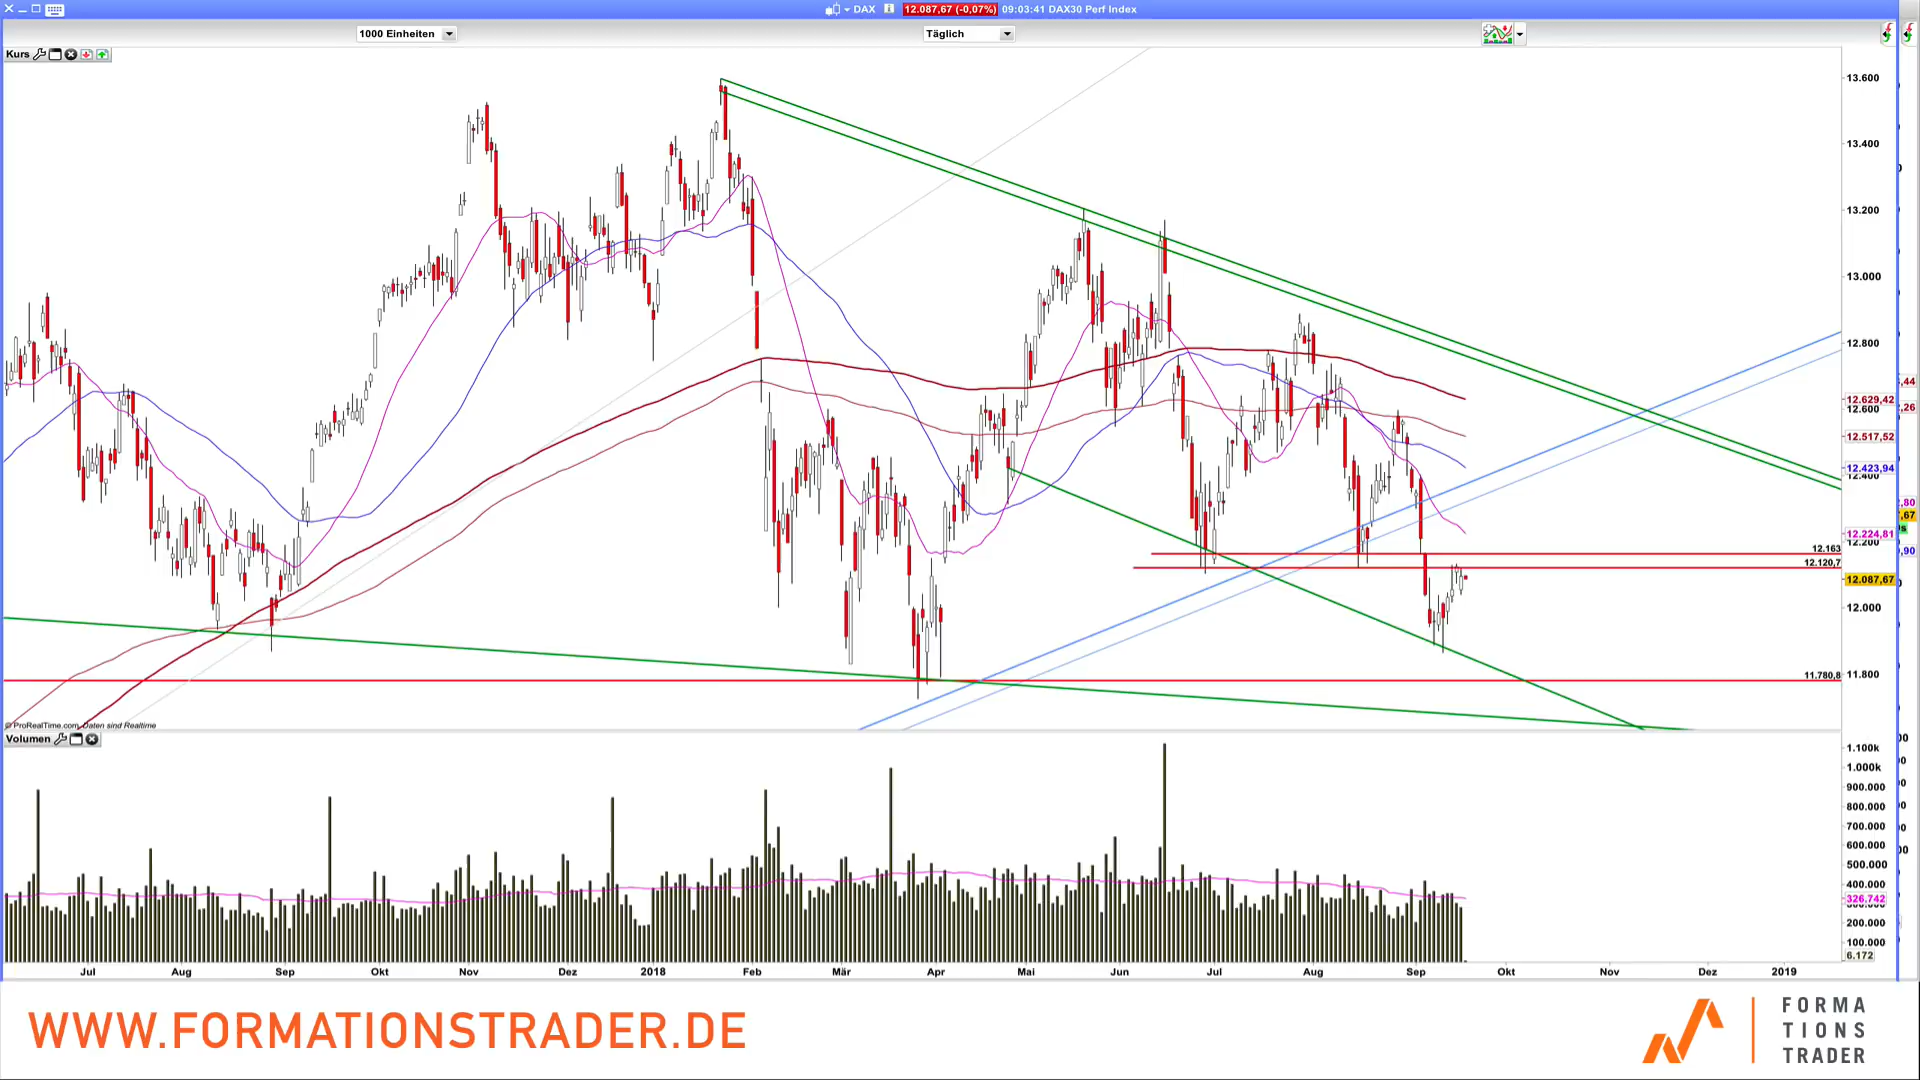 DAX 12.087,67 (-0,07%) 09:03:41 DAX30 Perf Index
1000 Einheiten
Täglich
Kurs
13.600
13.400
13.200
13.000
12.800
12.629,42
12.600
12.517,52
12.423,94
12.400
12.224,81
12.200
12.163
12.120,7
12.087,67
12.000
11.780,8
11.800
,44
,26
,80
,67
,90
© ProRealTime.com Daten sind Realtime
Volumen
1.100k
1.000k
900.000
800.000
700.000
600.000
500.000
400.000
326.742
200.000
100.000
6.172
Jul Aug Sep Okt Nov Dez 2018 Feb Mär Apr Mai Jun Jul Aug Sep Okt Nov Dez 2019
WWW.FORMATIONSTRADER.DE
FORMA
TIONS
TRADER